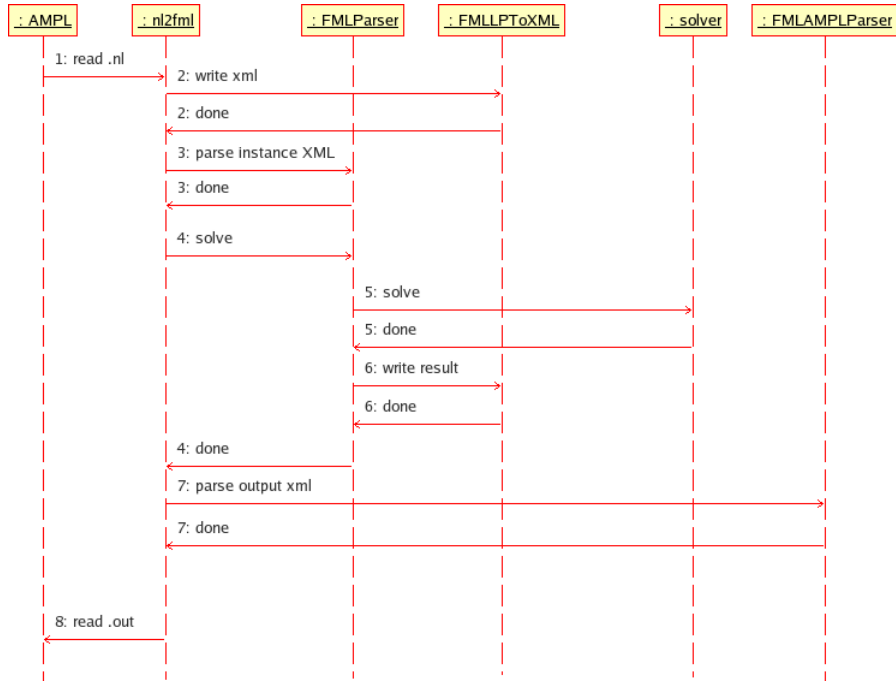 : AMPL
: nl2fml
: FMLParser
: FMLLPToXML
: solver
: FMLAMPLParser
1: read .nl
2: write xml
2: done
3: parse instance XML
3: done
4: solve
5: solve
5: done
6: write result
6: done
4: done
7: parse output xml
7: done
8: read .out